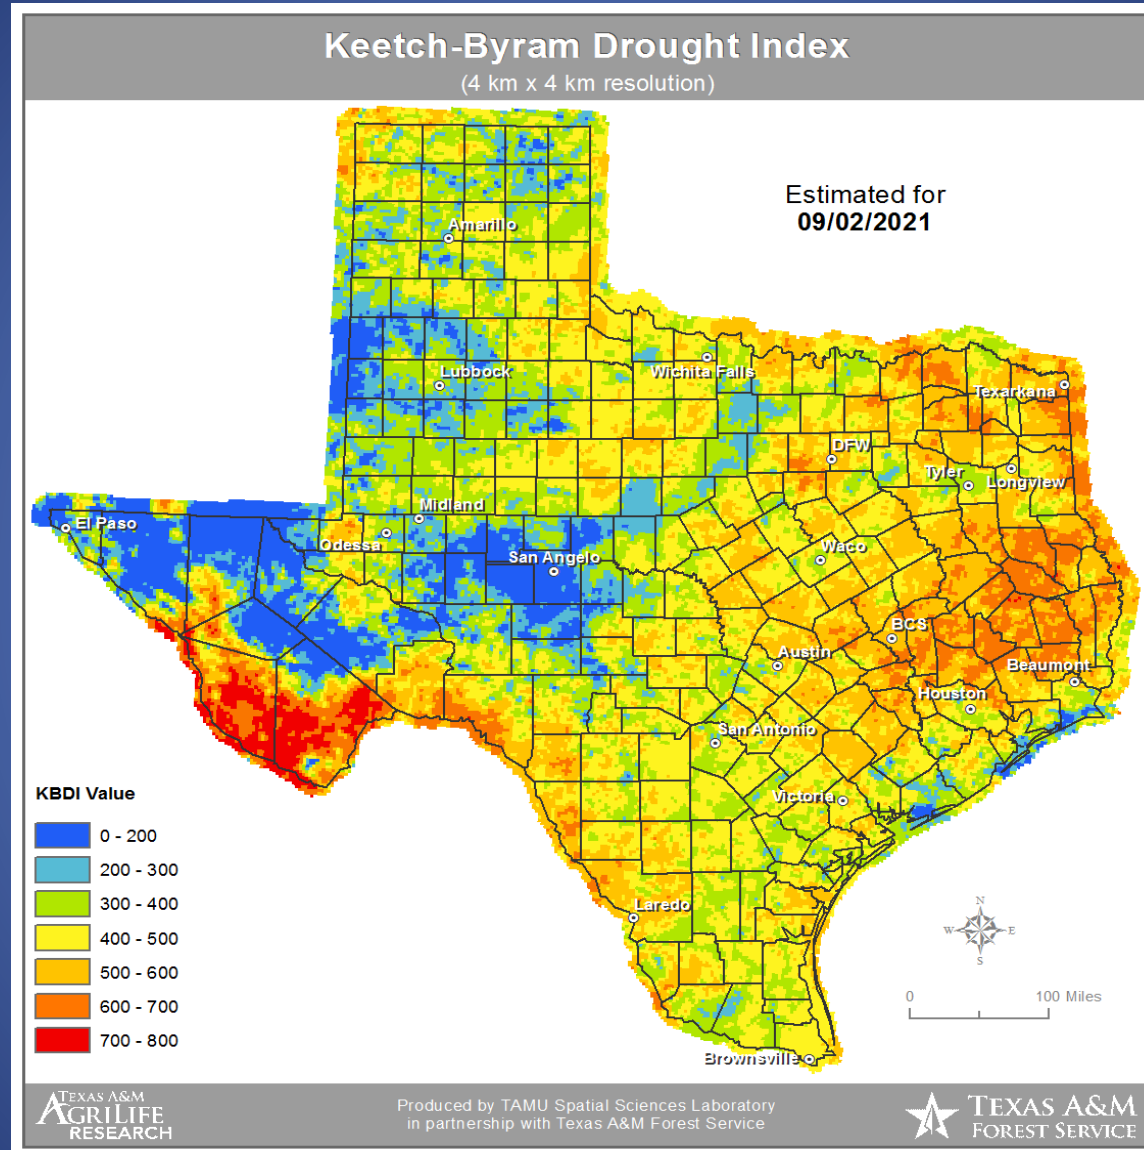 Keetch-Byram Drought Index
(4 km x 4 km resolution)
Estimated for
09/02/2021
Amarillo
Lubbock
Wichita Falls
Texarkana
DFW
Tyler
Longview
Midland
El Paso
Odessa
San Angelo
Waco
BCS
Austin
Beaumont
Houston
San Antonio
Victoria
Laredo
Brownsville
KBDI Value
0 - 200
200 - 300
300 - 400
400 - 500
500 - 600
600 - 700
700 - 800
N
W E
S
0 100 Miles
TEXAS A&M
AGRILIFE
RESEARCH
Produced by TAMU Spatial Sciences Laboratory
in partnership with Texas A&M Forest Service
TEXAS A&M
FOREST SERVICE